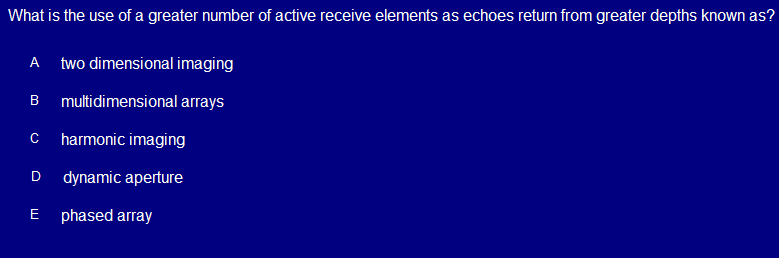 What is the use of a greater number of active receive elements as echoes return from greater depths known as?
A two dimensional imaging
B multidimensional arrays
C harmonic imaging
D dynamic aperture
E phased array